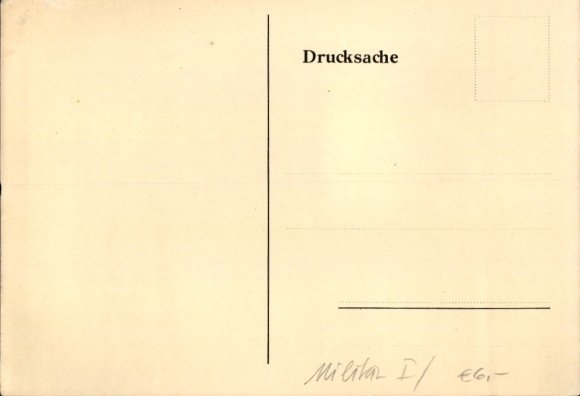 Drucksache
Militär I/ €6,-